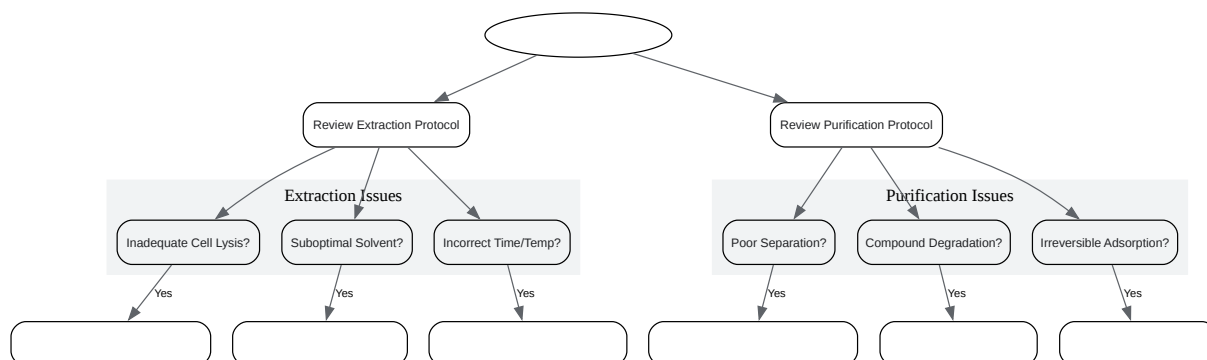 Review Extraction Protocol
Review Purification Protocol
Extraction Issues
Purification Issues
Inadequate Cell Lysis?
Suboptimal Solvent?
Incorrect Time/Temp?
Poor Separation?
Compound Degradation?
Irreversible Adsorption?
Yes
Yes
Yes
Yes
Yes
Yes